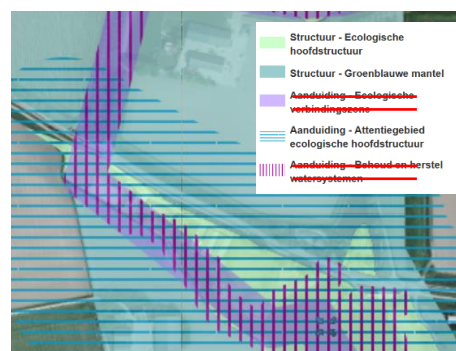 Structuur - Ecologische
hoofdstructuur
Structuur - Groenblauwe mantel
Aanduiding - Ecologische
verbindingszone
Aanduiding - Attentiegebied
ecologische hoofdstructuur
Aanduiding - Behoud en herstel
watersystemen